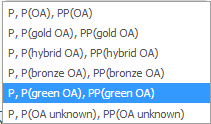 P, P(OA), PP(OA)
P, P(gold OA), PP(gold OA)
P, P(hybrid OA), PP(hybrid OA)
P, P(bronze OA), PP(bronze OA)
P, P(green OA), PP(green OA)
P, P(OA unknown), PP(OA unknown)